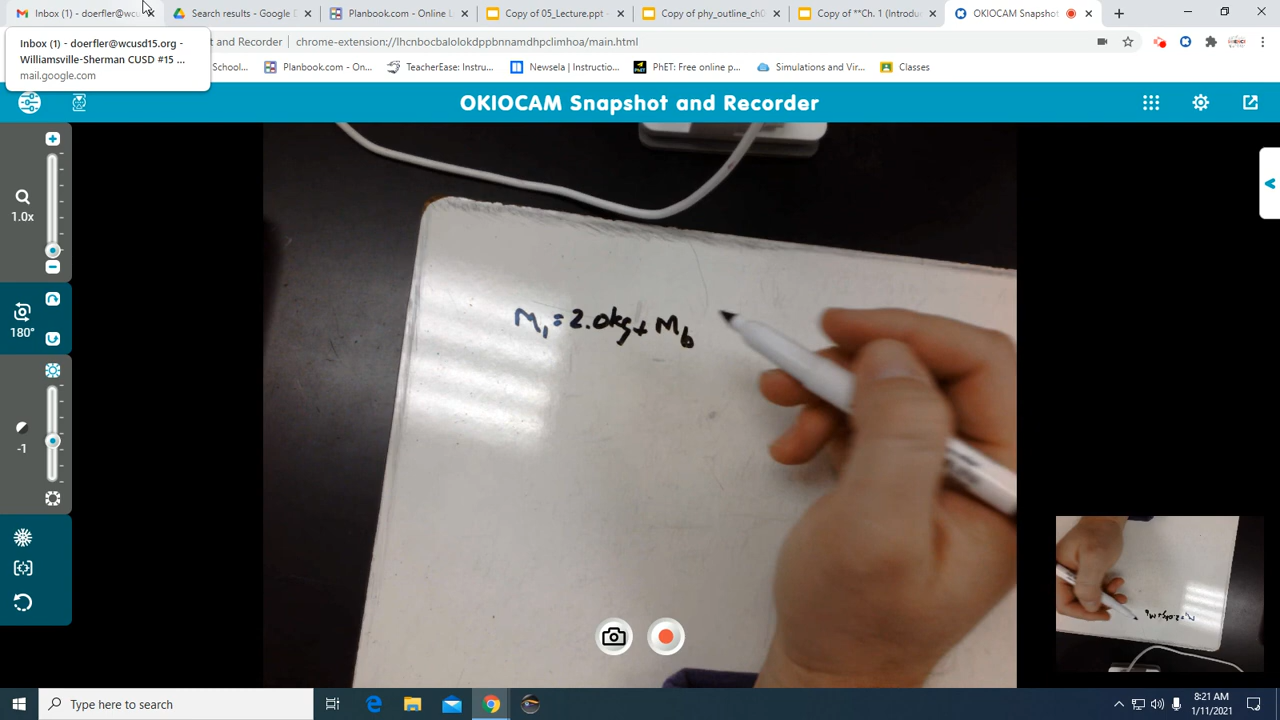 Inbox (1) - doerfler@wcu
Search results - Google D
Planbook.com - Online L
Copy of 05_Lecture.ppt -
Copy of phy_outline_ch0
Copy of **Ch. 1 (Introdu
OKIOCAM Snapshot
Inbox (1) - doerfler@wcusd15.org -
Williamsville-Sherman CUSD #15 ...
mail.google.com
and Recorder
chrome-extension://lhcnbocbalolokdppbnnamdhpclimhoa/main.html
School...
Planbook.com - On...
TeacherEase: Instru...
Newsela | Instructio...
PhET: Free online p...
Simulations and Vir...
Classes
OKIOCAM Snapshot and Recorder
1.0x
180°
-1
M₁ = 2.0kg + M_b
Type here to search
8:21 AM
1/11/2021